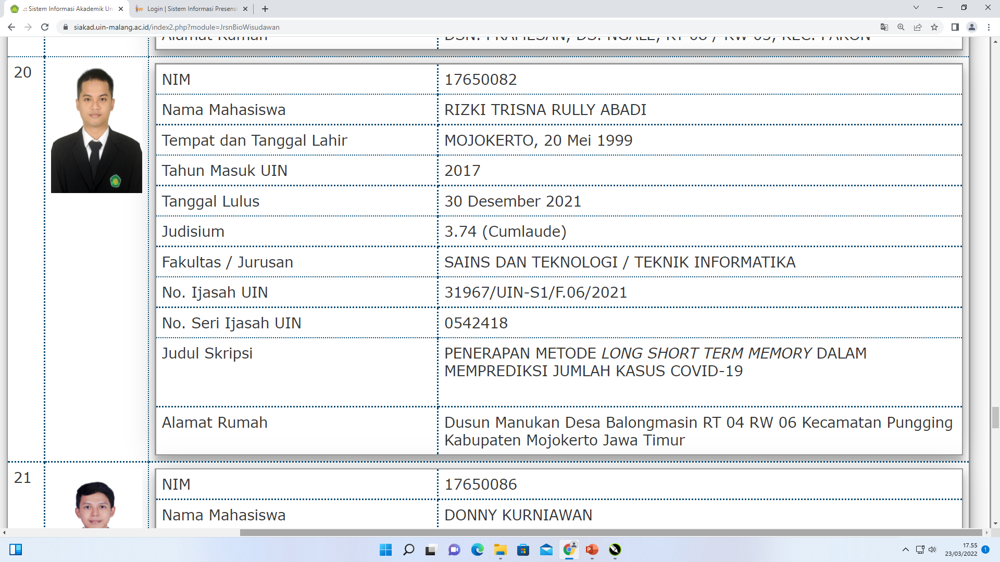 .:: Sistem Informasi Akademik Un
Login | Sistem Informasi Presensi
siakad.uin-malang.ac.id/index2.php?module=JrsnBioWisudawan
20
NIM 17650082
Nama Mahasiswa RIZKI TRISNA RULLY ABADI
Tempat dan Tanggal Lahir MOJOKERTO, 20 Mei 1999
Tahun Masuk UIN 2017
Tanggal Lulus 30 Desember 2021
Judisium 3.74 (Cumlaude)
Fakultas / Jurusan SAINS DAN TEKNOLOGI / TEKNIK INFORMATIKA
No. Ijasah UIN 31967/UIN-S1/F.06/2021
No. Seri Ijasah UIN 0542418
Judul Skripsi PENERAPAN METODE LONG SHORT TERM MEMORY DALAM
MEMPREDIKSI JUMLAH KASUS COVID-19
Alamat Rumah Dusun Manukan Desa Balongmasin RT 04 RW 06 Kecamatan Pungging
Kabupaten Mojokerto Jawa Timur
21
NIM 17650086
Nama Mahasiswa DONNY KURNIAWAN
17.55
23/03/2022
1